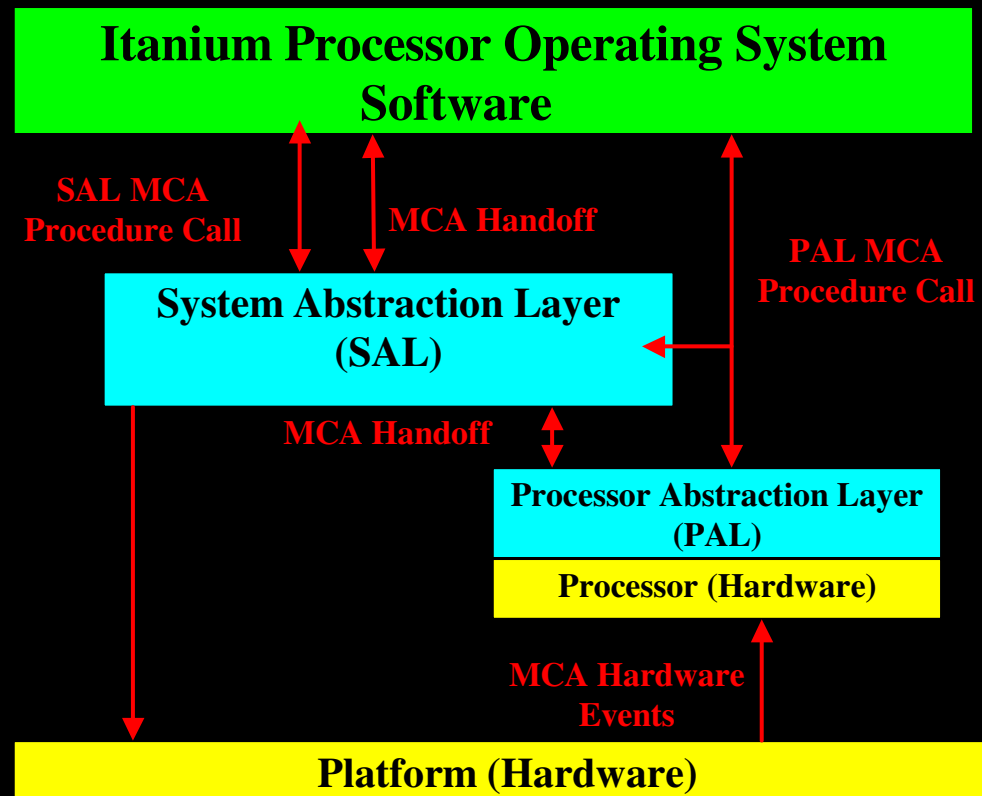 Itanium Processor Operating System
Software
SAL MCA
Procedure Call
MCA Handoff
PAL MCA
Procedure Call
System Abstraction Layer
(SAL)
MCA Handoff
Processor Abstraction Layer
(PAL)
Processor (Hardware)
MCA Hardware
Events
Platform (Hardware)